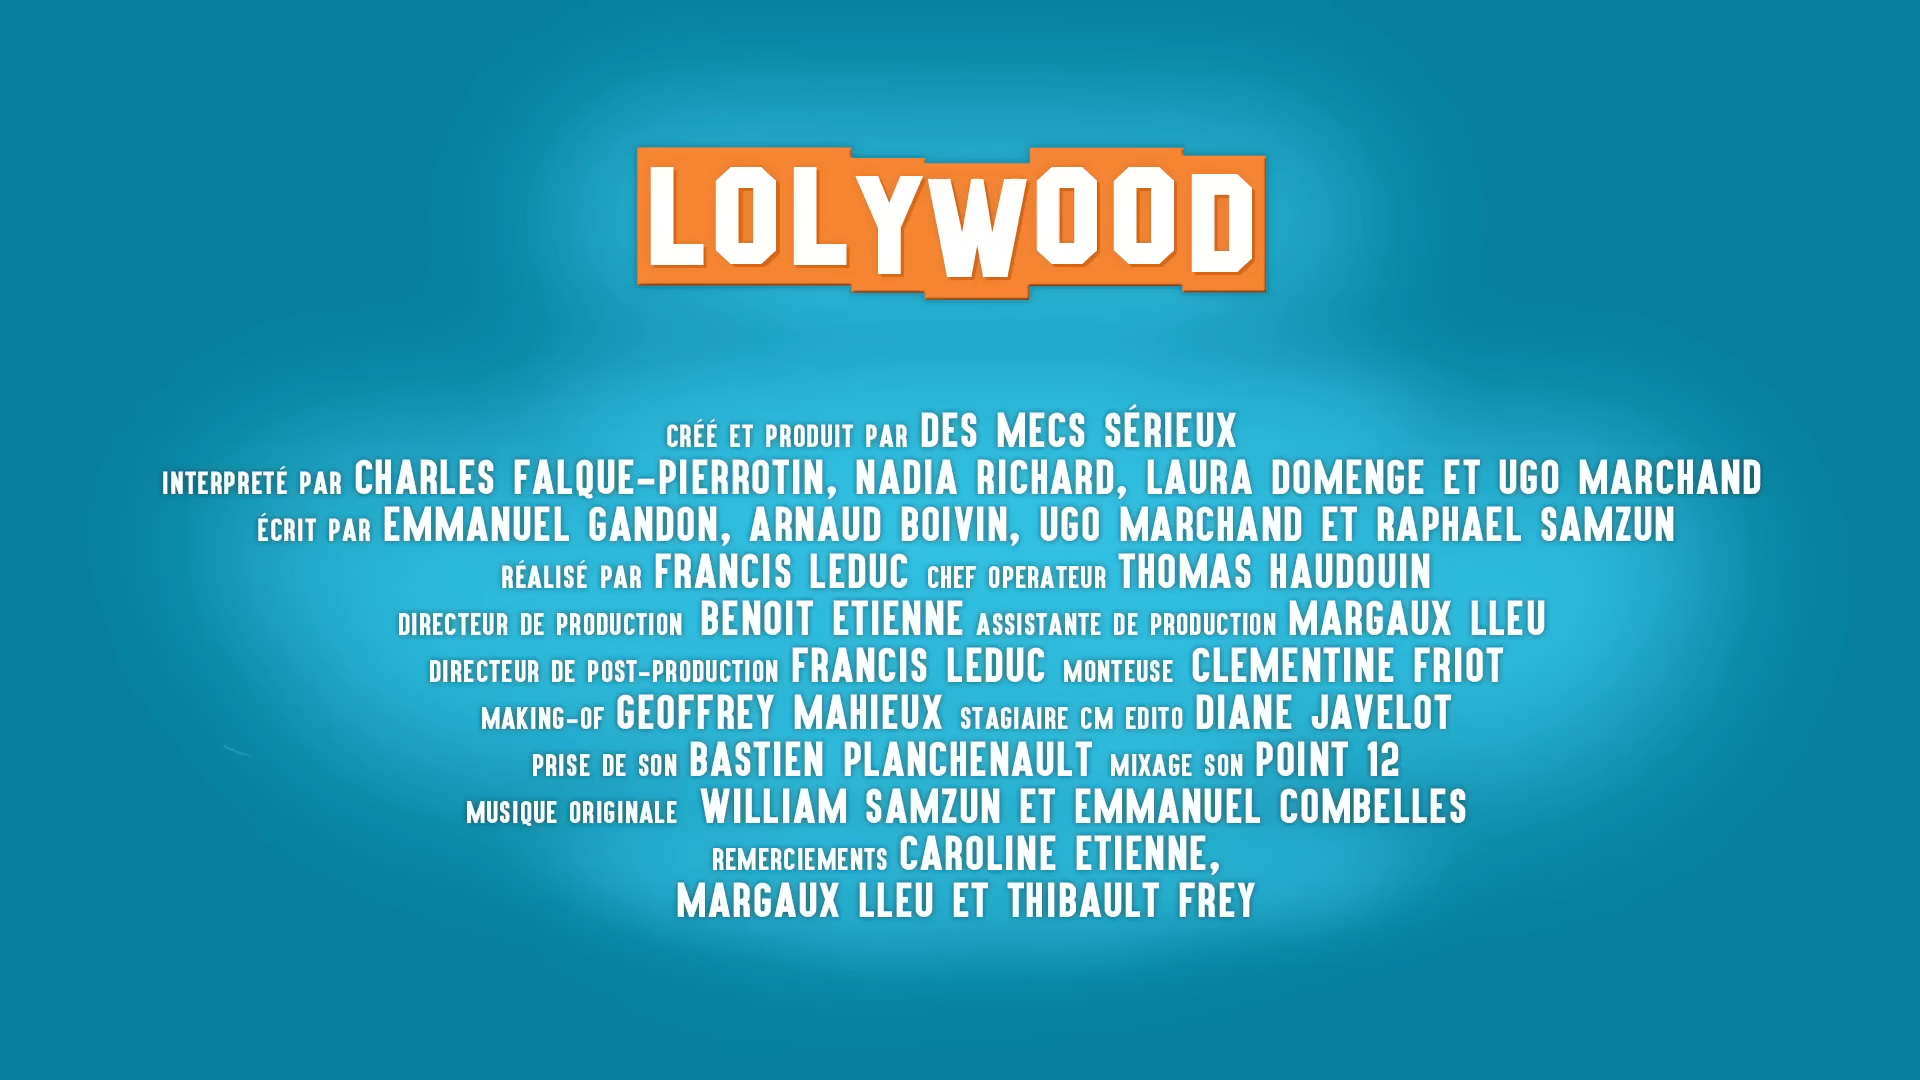 LOLYWOOD
CRÉÉ ET PRODUIT PAR DES MECS SÉRIEUX
INTERPRETÉ PAR CHARLES FALQUE-PIERROTIN, NADIA RICHARD, LAURA DOMENGE ET UGO MARCHAND
ÉCRIT PAR EMMANUEL GANDON, ARNAUD BOIVIN, UGO MARCHAND ET RAPHAEL SAMZUN
RÉALISÉ PAR FRANCIS LEDUC CHEF OPERATEUR THOMAS HAUDOUIN
DIRECTEUR DE PRODUCTION BENOIT ETIENNE ASSISTANTE DE PRODUCTION MARGAUX LLEU
DIRECTEUR DE POST-PRODUCTION FRANCIS LEDUC MONTEUSE CLEMENTINE FRIOT
MAKING-OF GEOFFREY MAHIEUX STAGIAIRE CM EDITO DIANE JAVELOT
PRISE DE SON BASTIEN PLANCHENAULT MIXAGE SON POINT 12
MUSIQUE ORIGINALE WILLIAM SAMZUN ET EMMANUEL COMBELLES
REMERCIEMENTS CAROLINE ETIENNE,
MARGAUX LLEU ET THIBAULT FREY